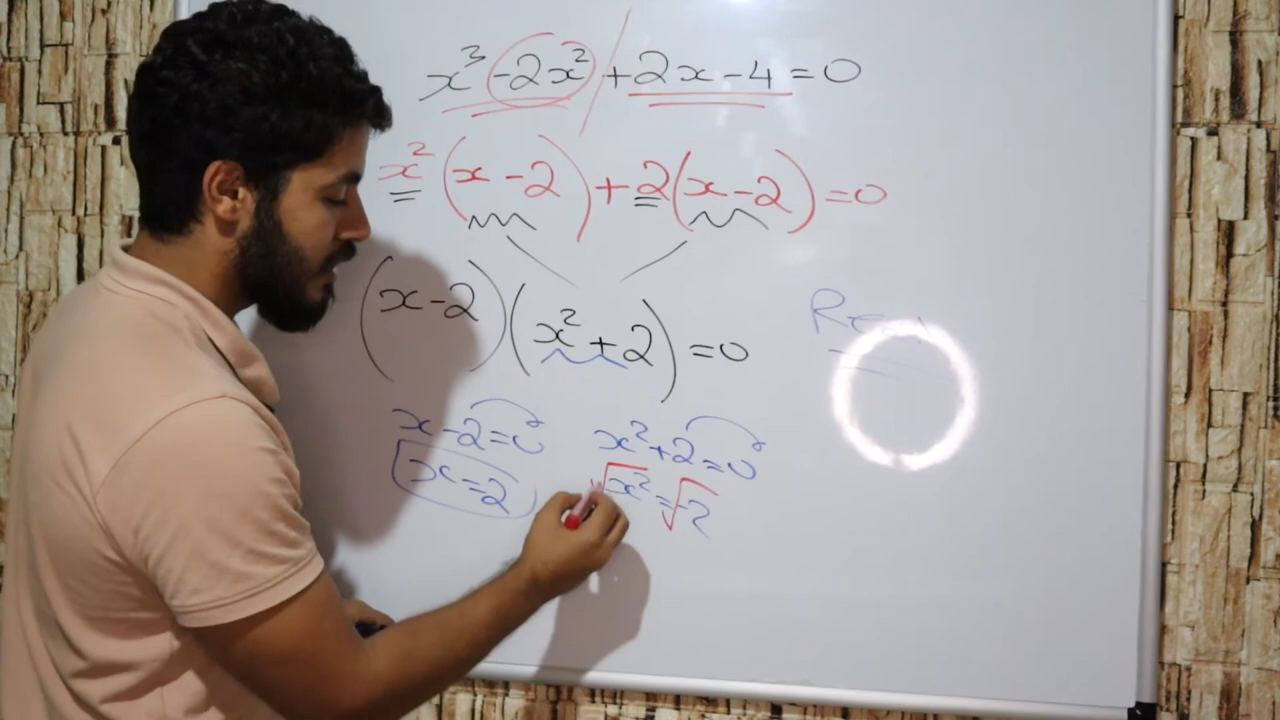 x³ -2x² + 2x - 4 = 0
x² (x - 2) + 2 (x - 2) = 0
(x - 2) (x² + 2) = 0
x - 2 = 0
x = 2
x² + 2 = 0
√x² = √-2